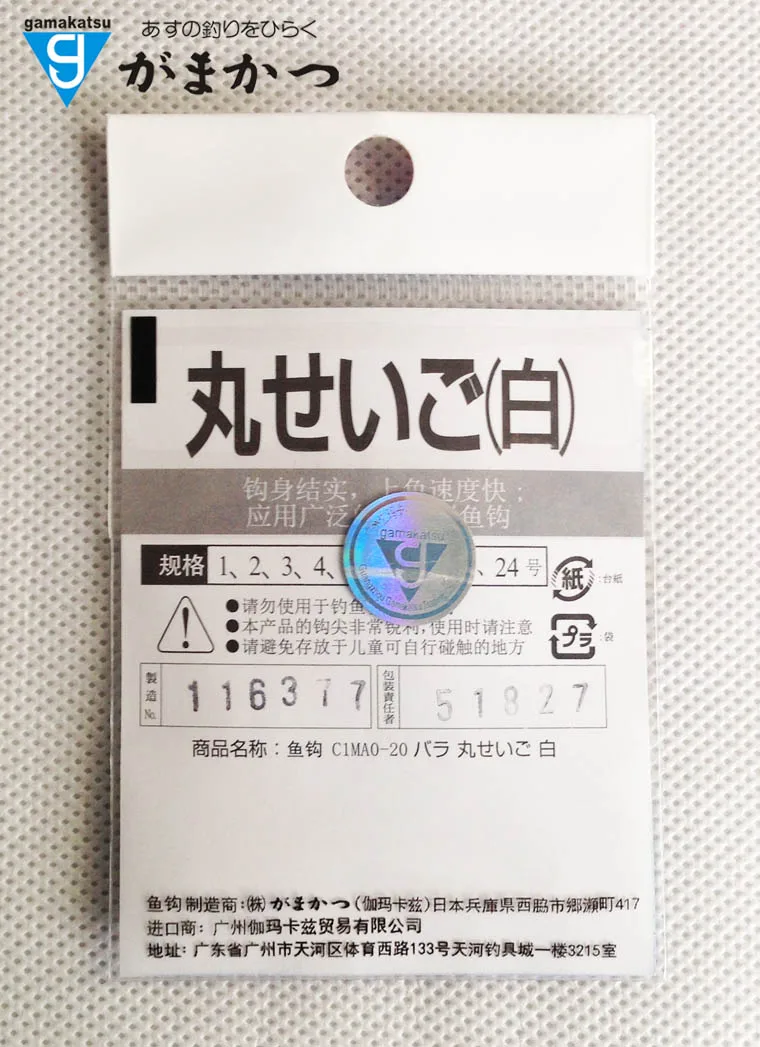 gamakatsu
あすの釣りをひらく
がまかつ
丸せいご(白)
钩身结实，上鱼速度快；
应用广泛 鱼钩
规格 1、2、3、4、 、24号
紙 :台紙
●请勿使用于钓鱼
●本产品的钩尖非常锐利,使用时请注意
●请避免存放于儿童可自行碰触的地方
プラ :袋
gamakatsu
製造No. 116377
包装責任者 51827
商品名称：鱼钩 C1MA0-20 バラ 丸せいご 白
鱼钩制造商:㈱がまかつ(伽玛卡兹)日本兵庫県西脇市郷瀬町417
进口商：广州伽玛卡兹贸易有限公司
地址：广东省广州市天河区体育西路133号天河钓具城一楼3215室